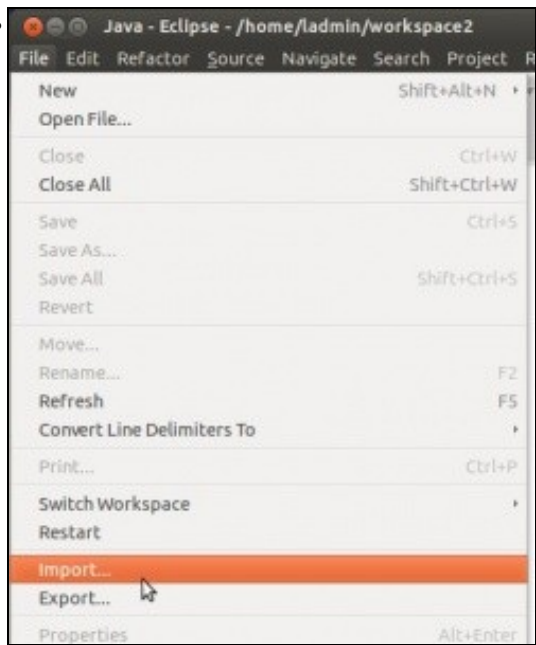 Java - Eclipse - /home/ladmin/workspace2
File Edit Refactor Source Navigate Search Project R
New Shift+Alt+N
Open File...
Close Ctrl+W
Close All Shift+Ctrl+W
Save Ctrl+S
Save As...
Save All Shift+Ctrl+S
Revert
Move...
Rename... F2
Refresh F5
Convert Line Delimiters To
Print... Ctrl+P
Switch Workspace
Restart
Import...
Export...
Properties Alt+Enter